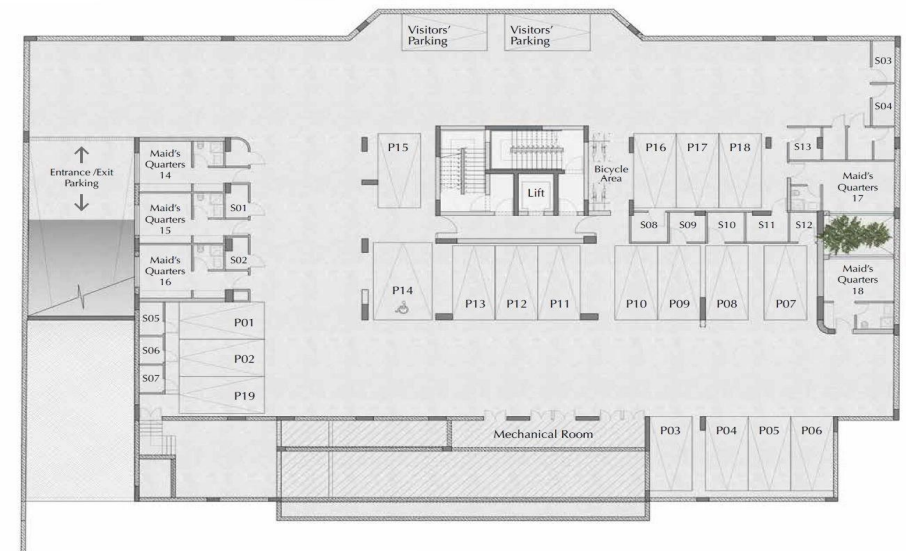 Visitors'
Parking
Visitors'
Parking
S03
S04
Entrance /Exit
Parking
Maid's
Quarters
14
P15
Lift
Bicycle
Area
P16
P17
P18
S13
Maid's
Quarters
17
Maid's
Quarters
15
S01
S08
S09
S10
S11
S12
Maid's
Quarters
16
S02
Maid's
Quarters
18
P14
P13
P12
P11
P10
P09
P08
P07
S05
P01
S06
P02
S07
P19
Mechanical Room
P03
P04
P05
P06